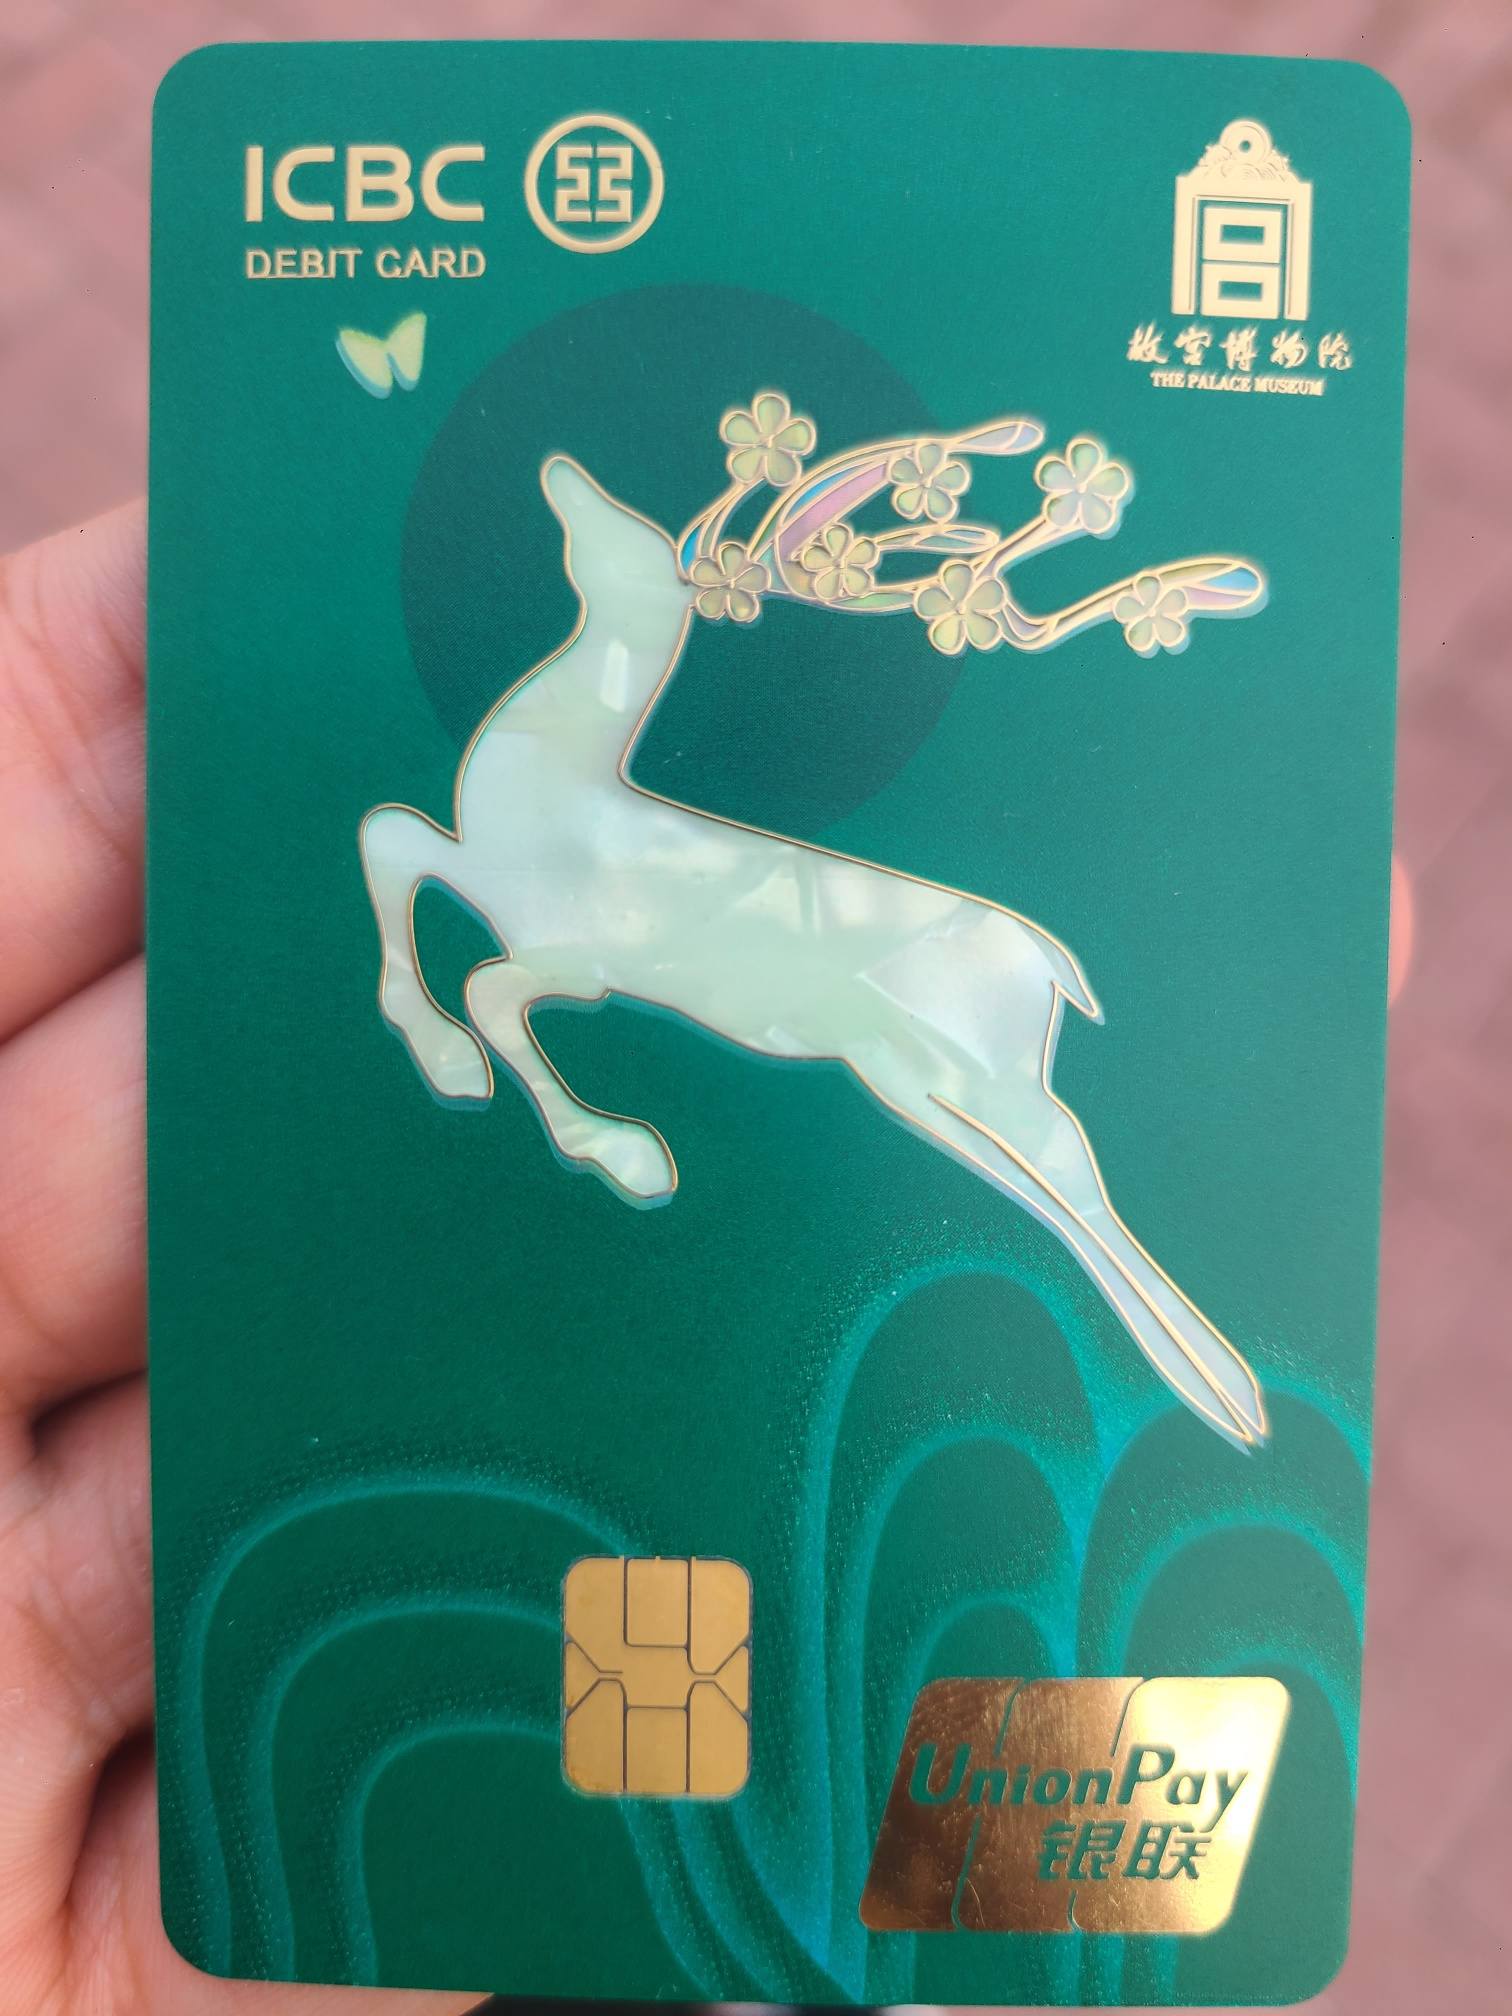 ICBC
DEBIT CARD
故宫博物院
THE PALACE MUSEUM
UnionPay
银联